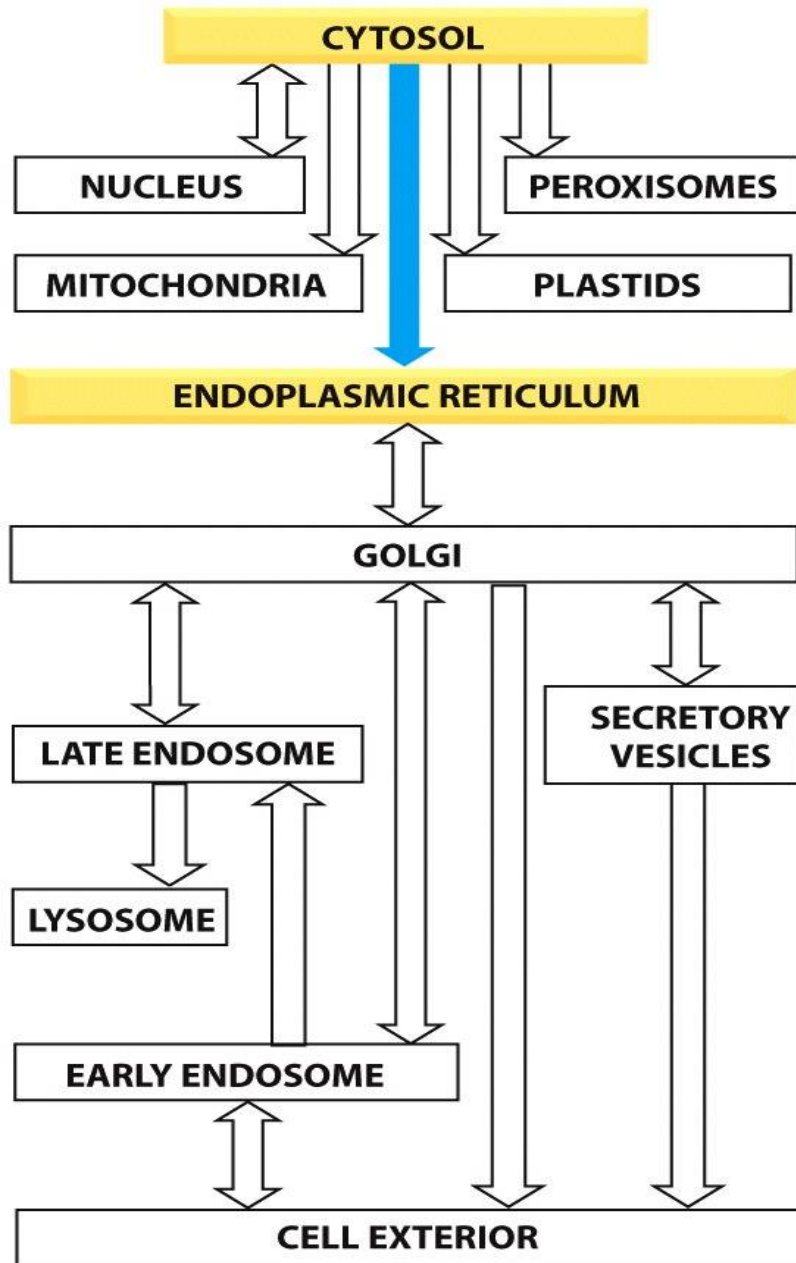 CYTOSOL
NUCLEUS
PEROXISOMES
MITOCHONDRIA
PLASTIDS
ENDOPLASMIC RETICULUM
GOLGI
LATE ENDOSOME
SECRETORY
VESICLES
LYSOSOME
EARLY ENDOSOME
CELL EXTERIOR